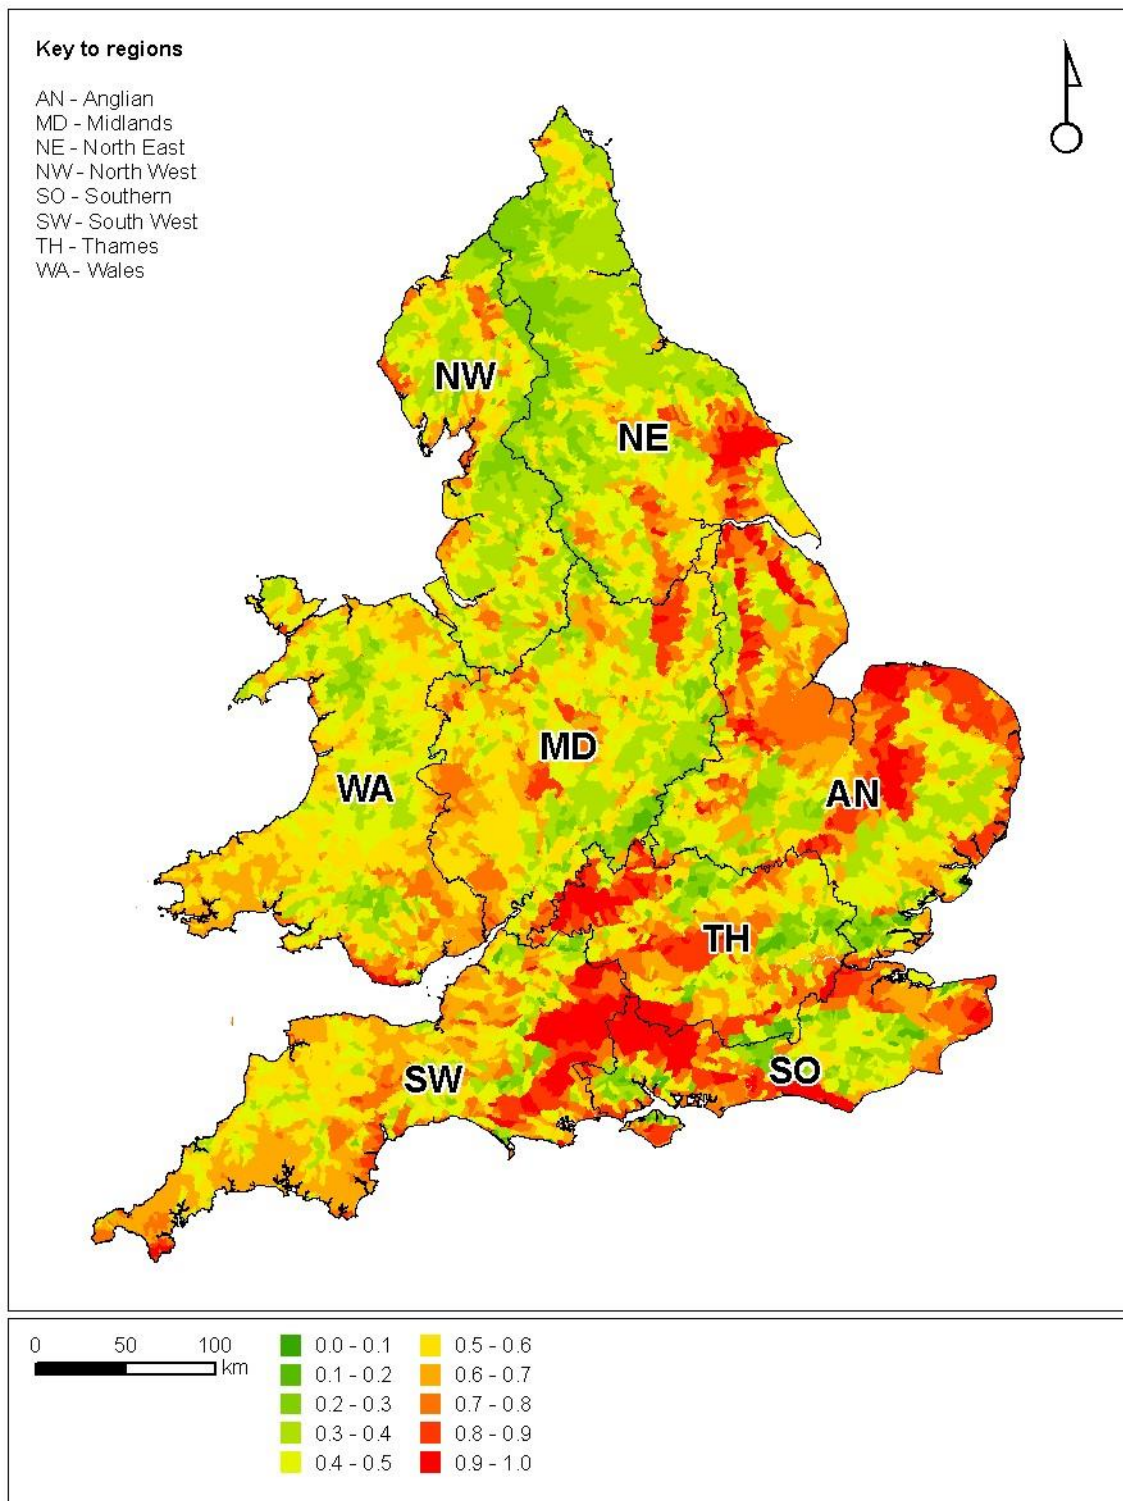 Key to regions
AN - Anglian
MD - Midlands
NE - North East
NW - North West
SO - Southern
SW - South West
TH - Thames
WA - Wales
NW
NE
MD
WA
AN
TH
SW
SO
0 50 100
km
0.0 - 0.1 0.5 - 0.6
0.1 - 0.2 0.6 - 0.7
0.2 - 0.3 0.7 - 0.8
0.3 - 0.4 0.8 - 0.9
0.4 - 0.5 0.9 - 1.0